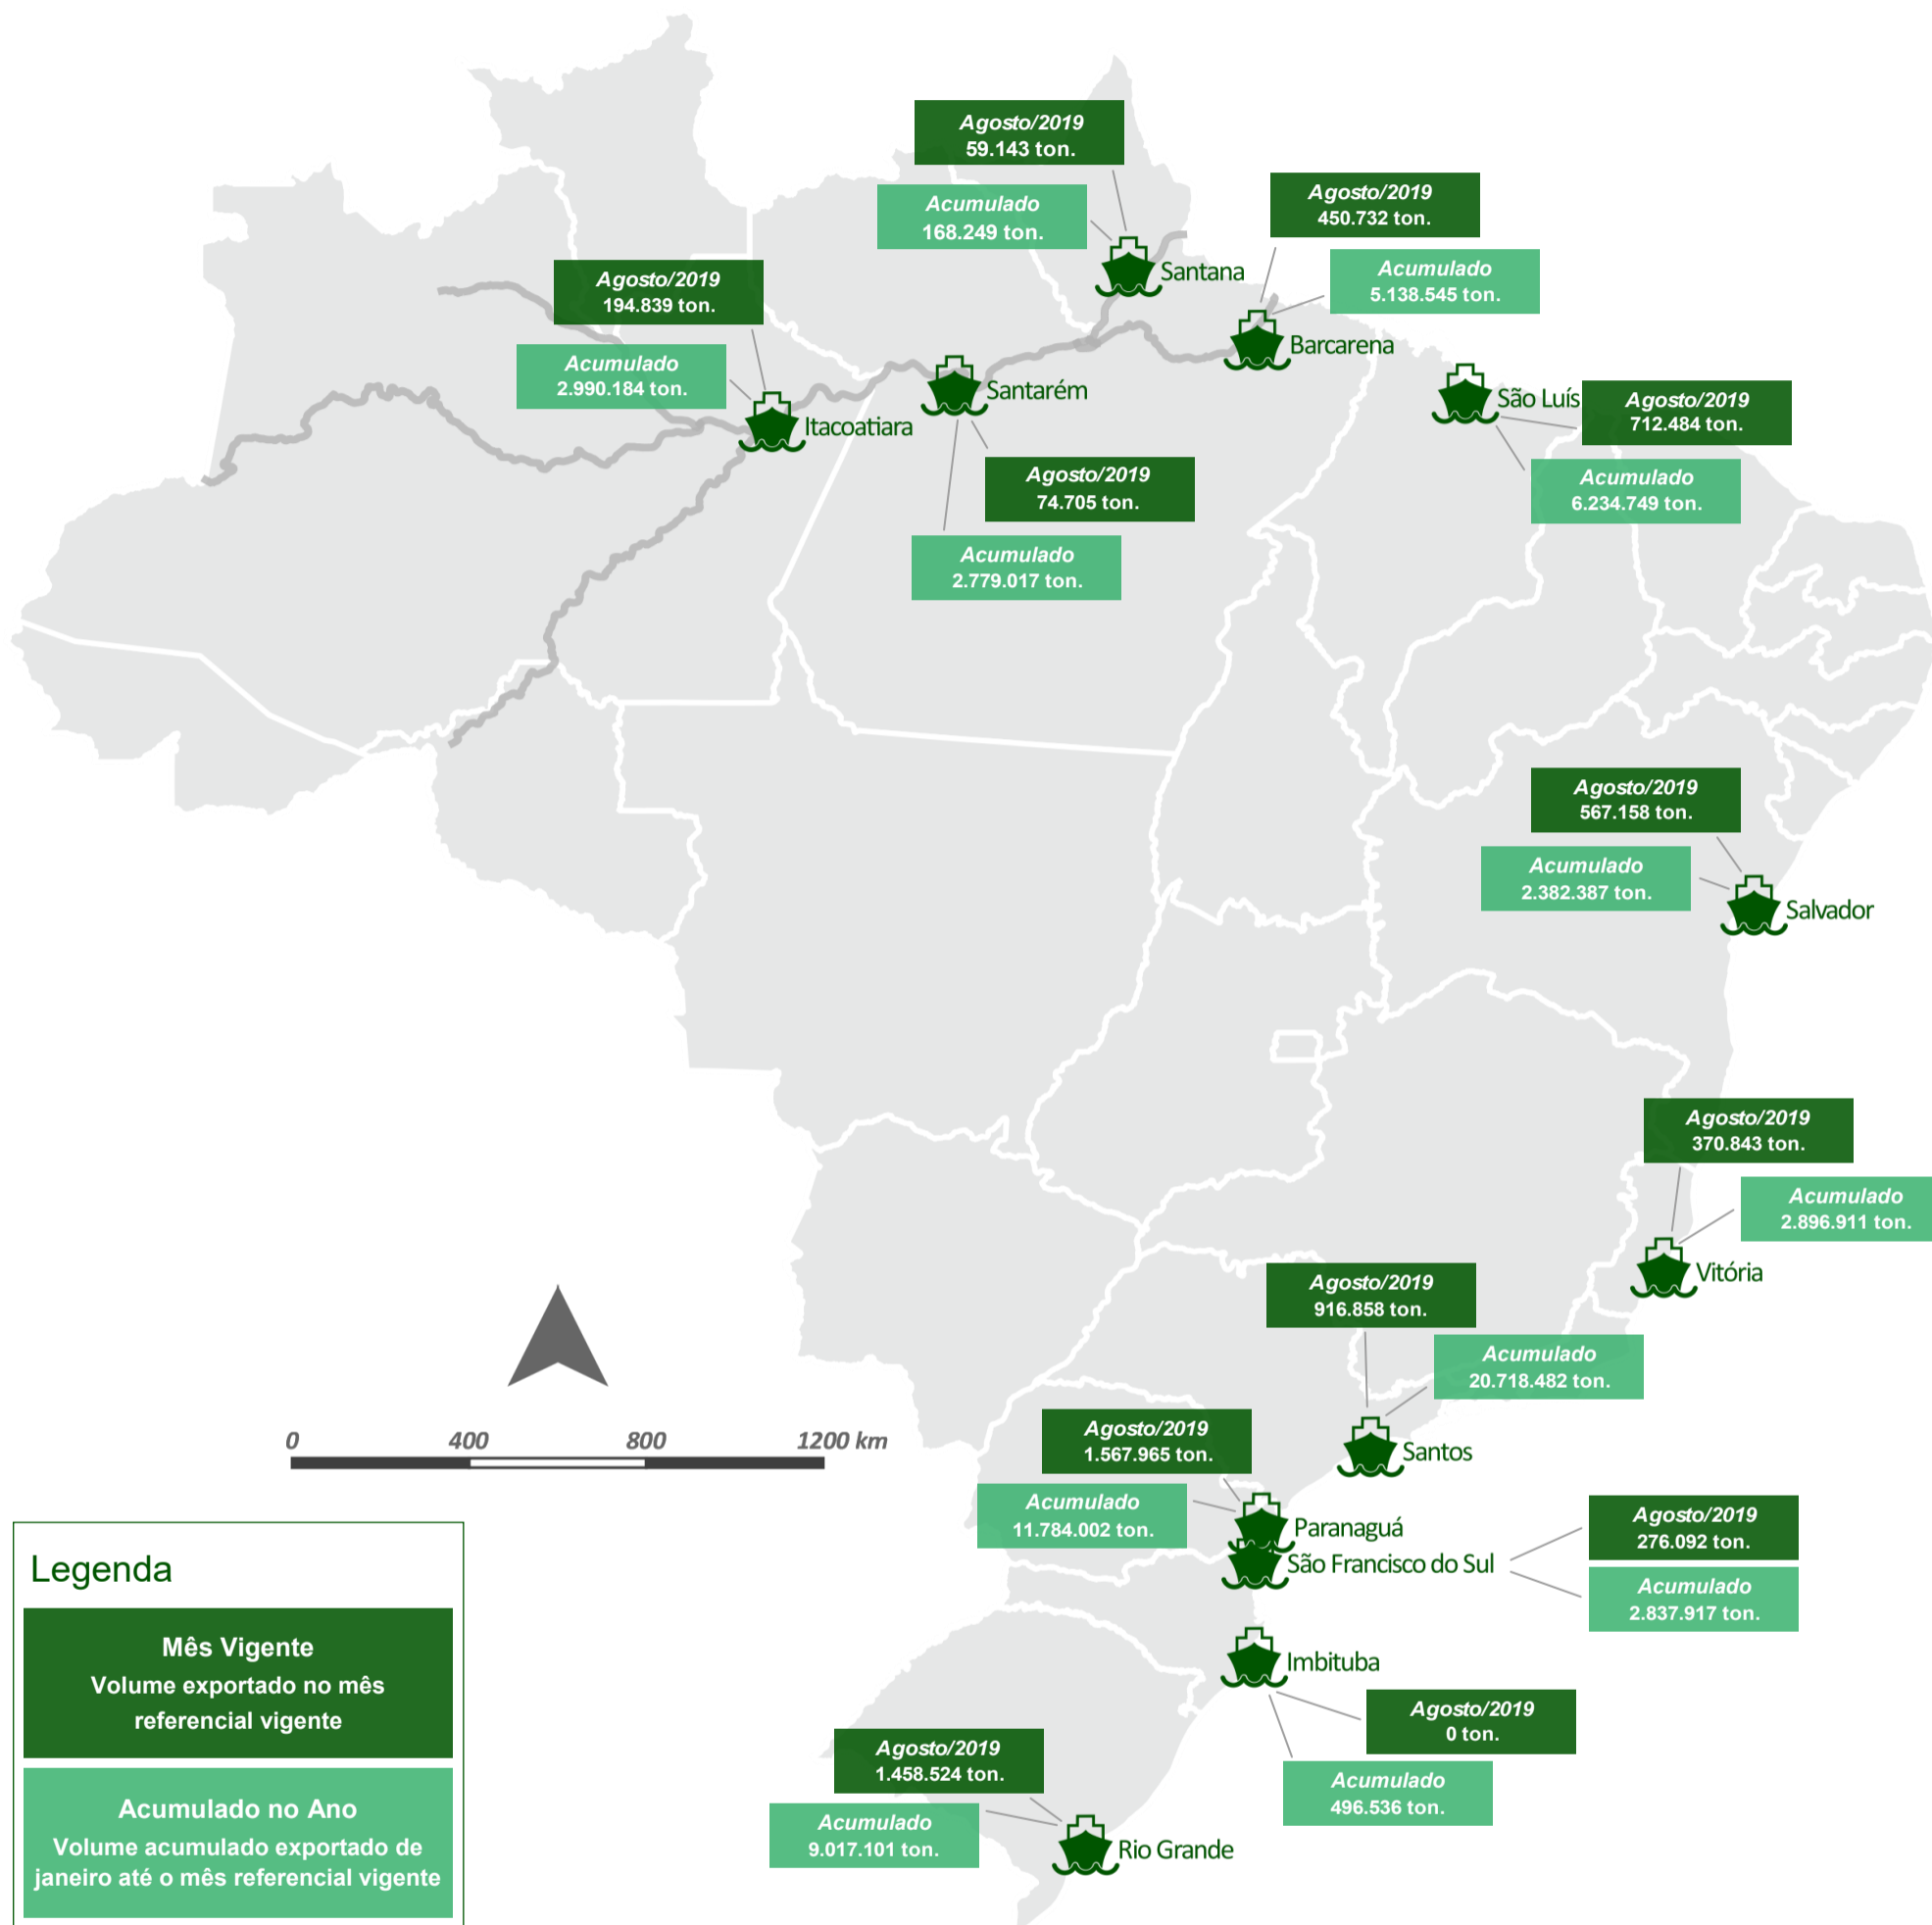 Agosto/2019
59.143 ton.
Acumulado
168.249 ton.
Santana
Agosto/2019
450.732 ton.
Acumulado
5.138.545 ton.
Barcarena
Agosto/2019
194.839 ton.
Acumulado
2.990.184 ton.
Itacoatiara
Santarém
Agosto/2019
74.705 ton.
Acumulado
2.779.017 ton.
São Luís
Agosto/2019
712.484 ton.
Acumulado
6.234.749 ton.
Agosto/2019
567.158 ton.
Acumulado
2.382.387 ton.
Salvador
Agosto/2019
370.843 ton.
Acumulado
2.896.911 ton.
Vitória
Agosto/2019
916.858 ton.
Acumulado
20.718.482 ton.
Santos
Agosto/2019
1.567.965 ton.
Acumulado
11.784.002 ton.
Paranaguá
São Francisco do Sul
Agosto/2019
276.092 ton.
Acumulado
2.837.917 ton.
Imbituba
Agosto/2019
0 ton.
Acumulado
496.536 ton.
Agosto/2019
1.458.524 ton.
Acumulado
9.017.101 ton.
Rio Grande
0 400 800 1200 km
Legenda
Mês Vigente
Volume exportado no mês
referencial vigente
Acumulado no Ano
Volume acumulado exportado de
janeiro até o mês referencial vigente